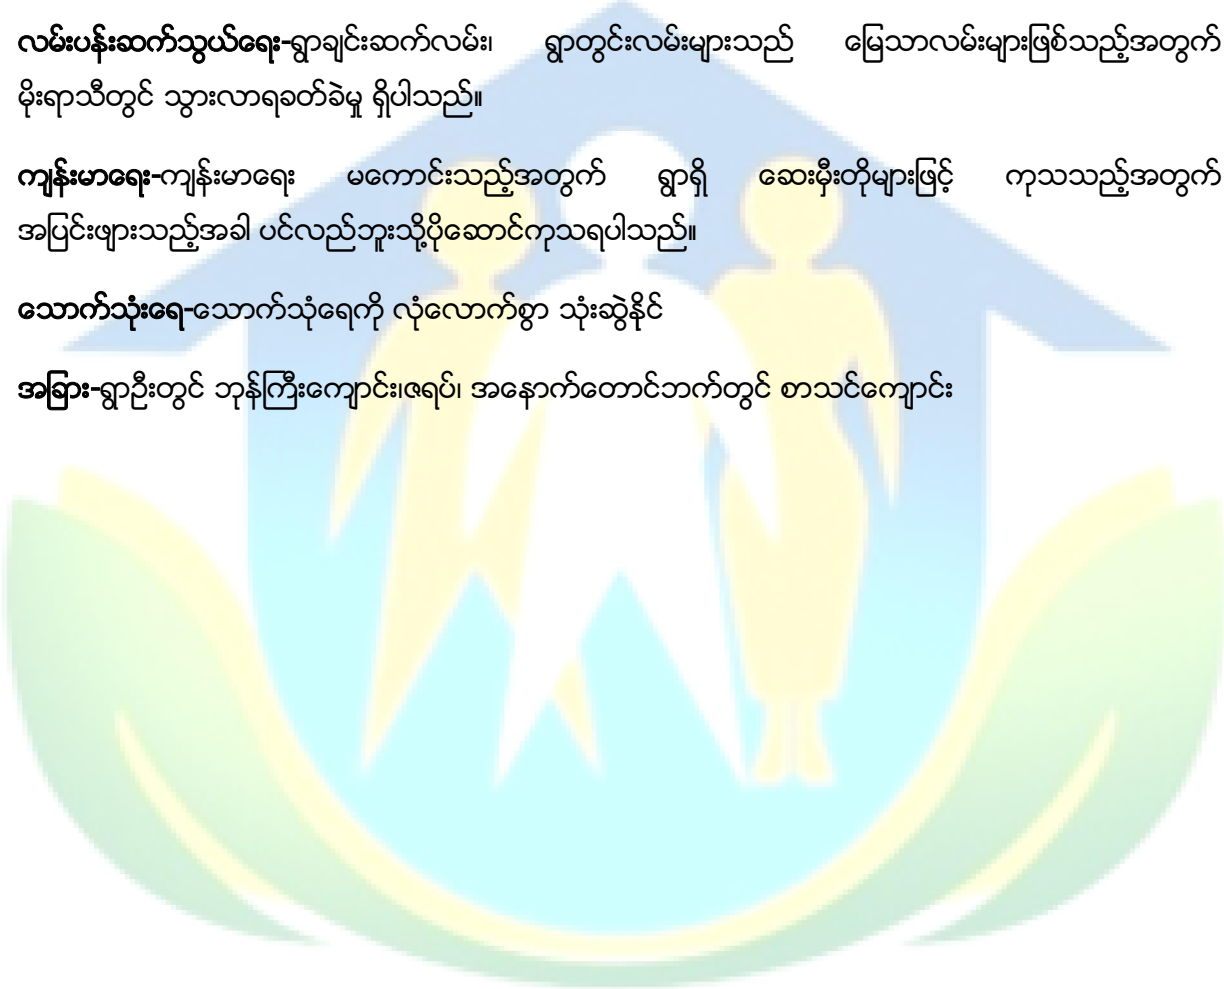 လမ်းပန်းဆက်သွယ်ရေး-ရွာချင်းဆက်လမ်း၊ ရွာတွင်းလမ်းများသည် မြေသာလမ်းများဖြစ်သည့်အတွက်
မိုးရာသီတွင် သွားလာရခတ်ခဲမှု ရှိပါသည်။
ကျန်းမာရေး-ကျန်းမာရေး မကောင်းသည့်အတွက် ရွာရှိ ဆေးမှီးတိုများဖြင့် ကုသသည့်အတွက်
အပြင်းဖျားသည့်အခါ ပင်လည်ဘူးသို့ပိုဆောင်ကုသရပါသည်။
သောက်သုံးရေ-သောက်သုံရေကို လုံလောက်စွာ သုံးဆွဲနိုင်
အခြား-ရွာဦးတွင် ဘုန်ကြီးကျောင်း၊ဇရပ်၊ အနောက်တောင်ဘက်တွင် စာသင်ကျောင်း